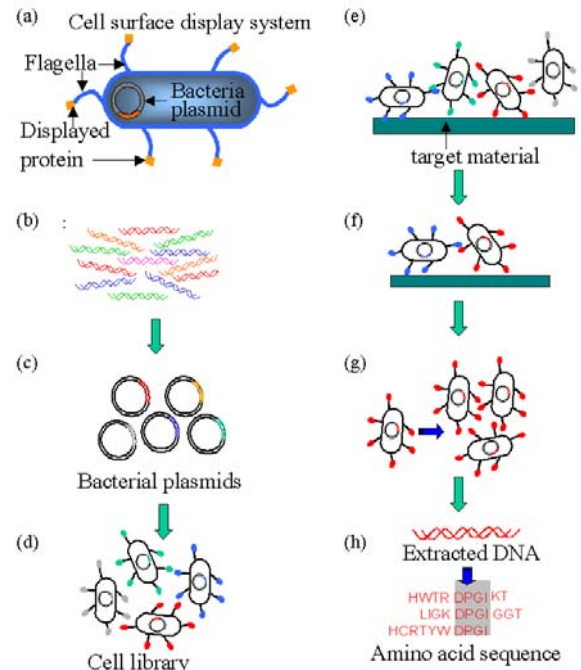 (a)
Cell surface display system
Flagella
Bacteria
plasmid
Displayed
protein
(b) :
(c)
Bacterial plasmids
(d)
Cell library
(e)
target material
(f)
(g)
(h)
Extracted DNA
HWTR DPGI KT
LIGK DPGI GGT
HCRTYW DPGI
Amino acid sequence